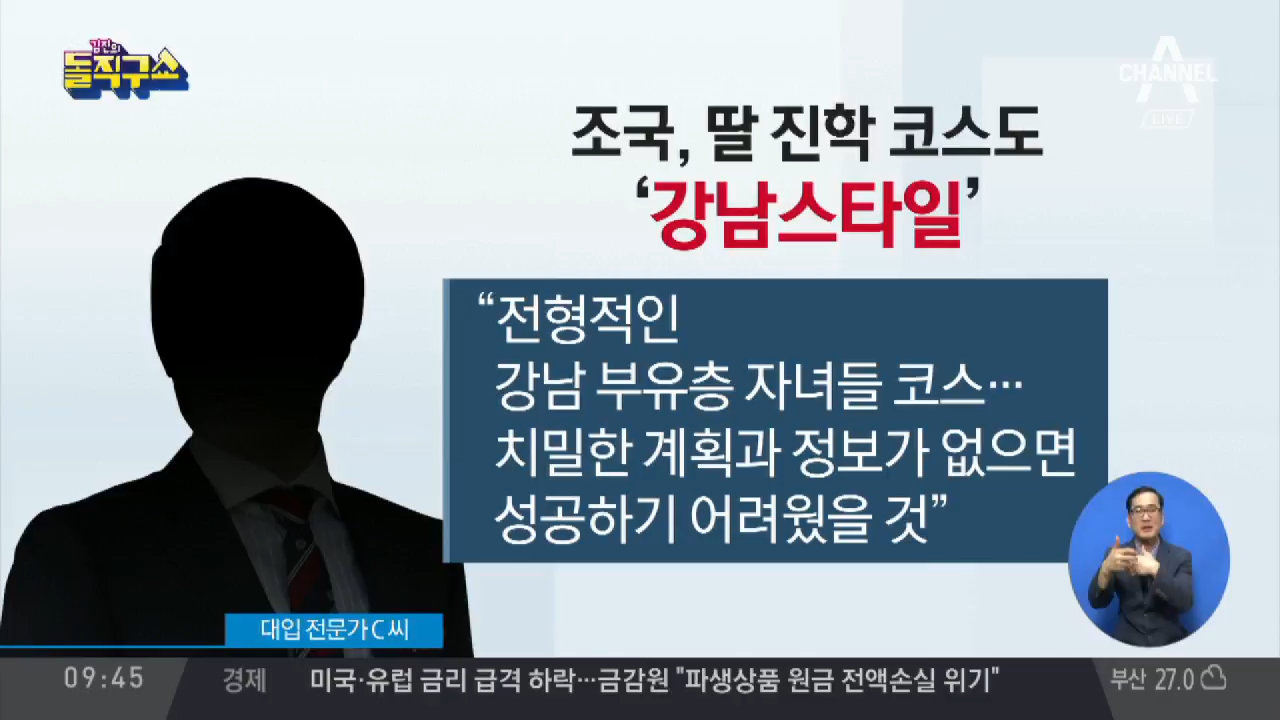 김진의
돌직구쇼
CHANNEL A
LIVE
조국, 딸 진학 코스도
‘강남스타일’
“전형적인
강남 부유층 자녀들 코스…
치밀한 계획과 정보가 없으면
성공하기 어려웠을 것”
대입 전문가 C 씨
09:45 경제 미국·유럽 금리 급격 하락…금감원 "파생상품 원금 전액손실 위기" 부산 27.0